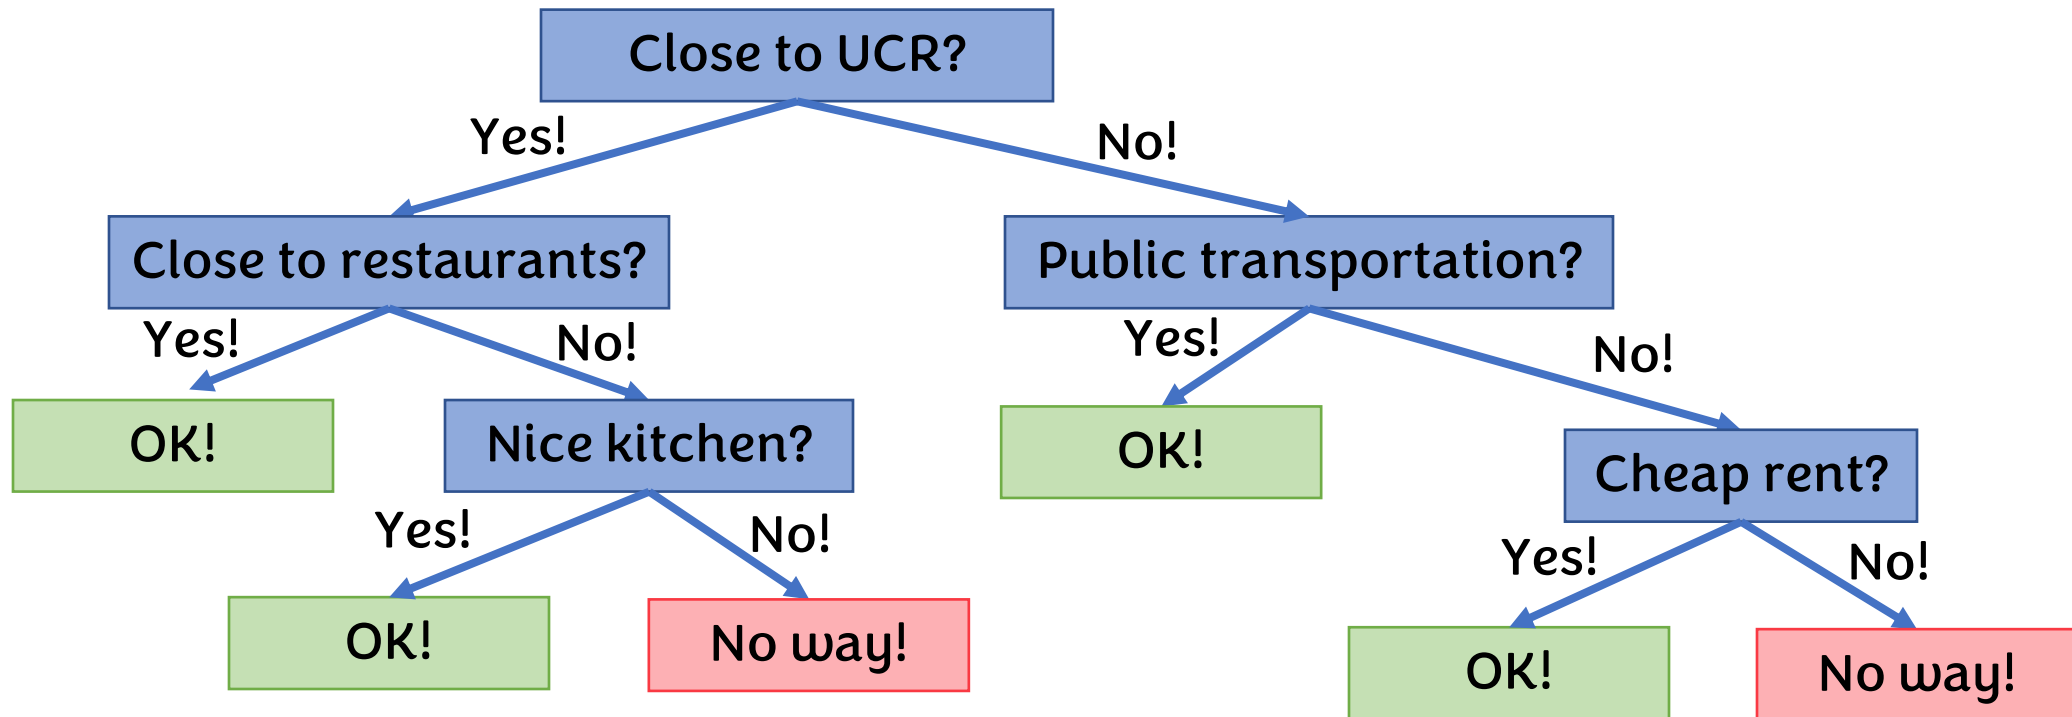 Close to UCR?
Yes!
No!
Close to restaurants?
Public transportation?
Yes!
No!
Yes!
No!
OK!
Nice kitchen?
OK!
Cheap rent?
Yes!
No!
Yes!
No!
OK!
No way!
OK!
No way!